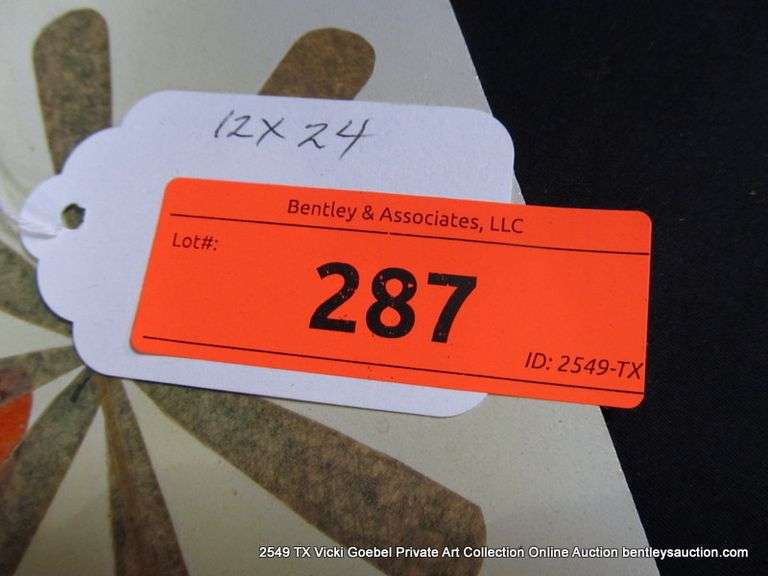 12x24
Bentley & Associates, LLC
Lot#:
287
ID: 2549-TX
2549 TX Vicki Goebel Private Art Collection Online Auction bentleysauction.com